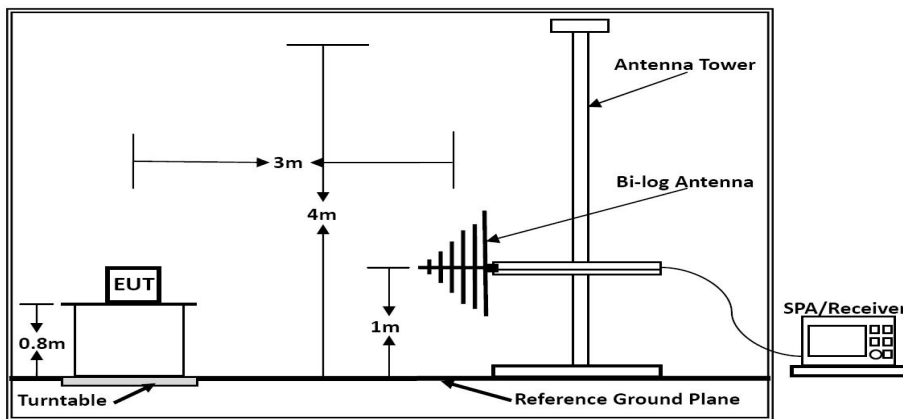 Antenna Tower
3m
Bi-log Antenna
4m
EUT
SPA/Receiver
1m
0.8m
Turntable
Reference Ground Plane